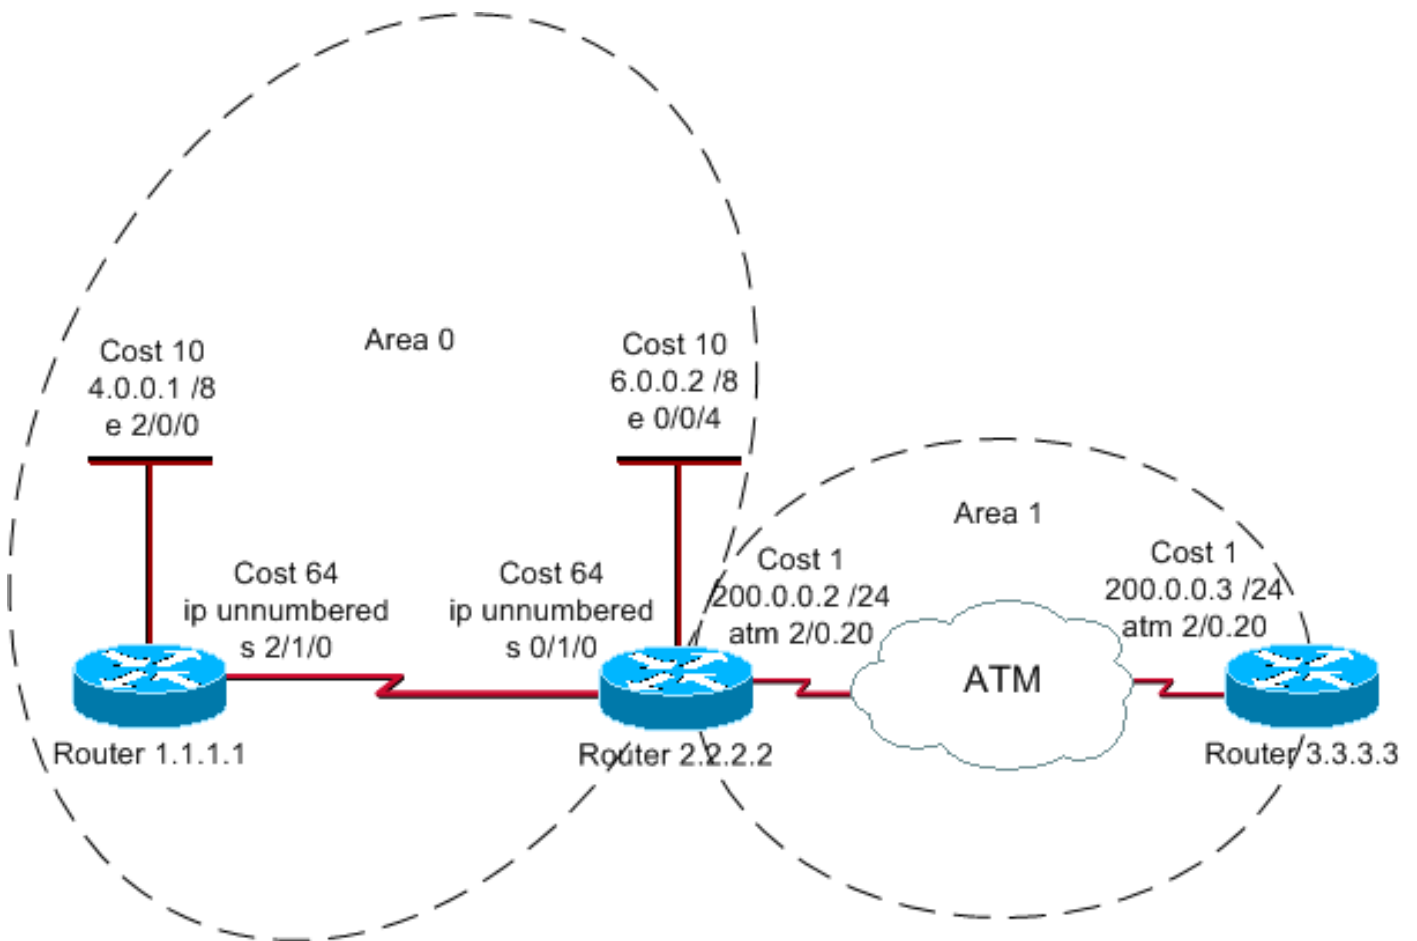 Area 0
Cost 10
4.0.0.1 /8
e 2/0/0
Cost 10
6.0.0.2 /8
e 0/0/4
Area 1
Cost 64
ip unnumbered
s 2/1/0
Cost 64
ip unnumbered
s 0/1/0
Cost 1
200.0.0.2 /24
atm 2/0.20
Cost 1
200.0.0.3 /24
atm 2/0.20
ATM
Router 1.1.1.1
Router 2.2.2.2
Router 3.3.3.3